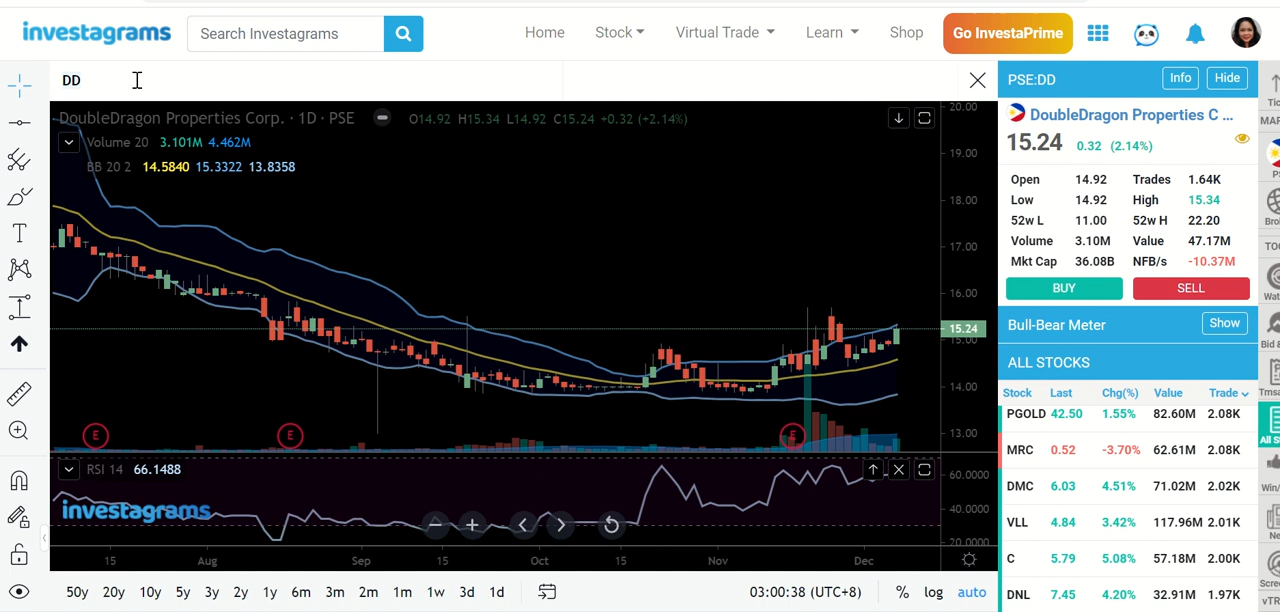 investagrams
Search Investagrams
Home
Stock
Virtual Trade
Learn
Shop
Go InvestaPrime
DD
PSE:DD
Info
Hide
DoubleDragon Properties Corp. · 1D · PSE
O14.92 H15.34 L14.92 C15.24 +0.32 (+2.14%)
Volume 20 3.101M 4.462M
BB 20 2 14.5840 15.3322 13.8358
20.00
19.00
18.00
17.00
16.00
15.24
15.00
14.00
13.00
E
E
E
RSI 14 66.1488
investagrams
60.0000
40.0000
20.0000
15
Aug
Sep
15
Oct
15
Nov
Dec
50y 20y 10y 5y 3y 2y 1y 6m 3m 2m 1m 1w 3d 1d
03:00:38 (UTC+8)
% log auto
DoubleDragon Properties C ...
15.24 0.32 (2.14%)
Open 14.92 Trades 1.64K
Low 14.92 High 15.34
52w L 11.00 52w H 22.20
Volume 3.10M Value 47.17M
Mkt Cap 36.08B NFB/s -10.37M
BUY
SELL
Bull-Bear Meter
Show
ALL STOCKS
Stock Last Chg(%) Value Trade
PGOLD 42.50 1.55% 82.60M 2.08K
MRC 0.52 -3.70% 62.61M 2.08K
DMC 6.03 4.51% 71.02M 2.02K
VLL 4.84 3.42% 117.96M 2.01K
C 5.79 5.08% 57.18M 2.00K
DNL 7.45 4.20% 32.91M 1.97K
All S